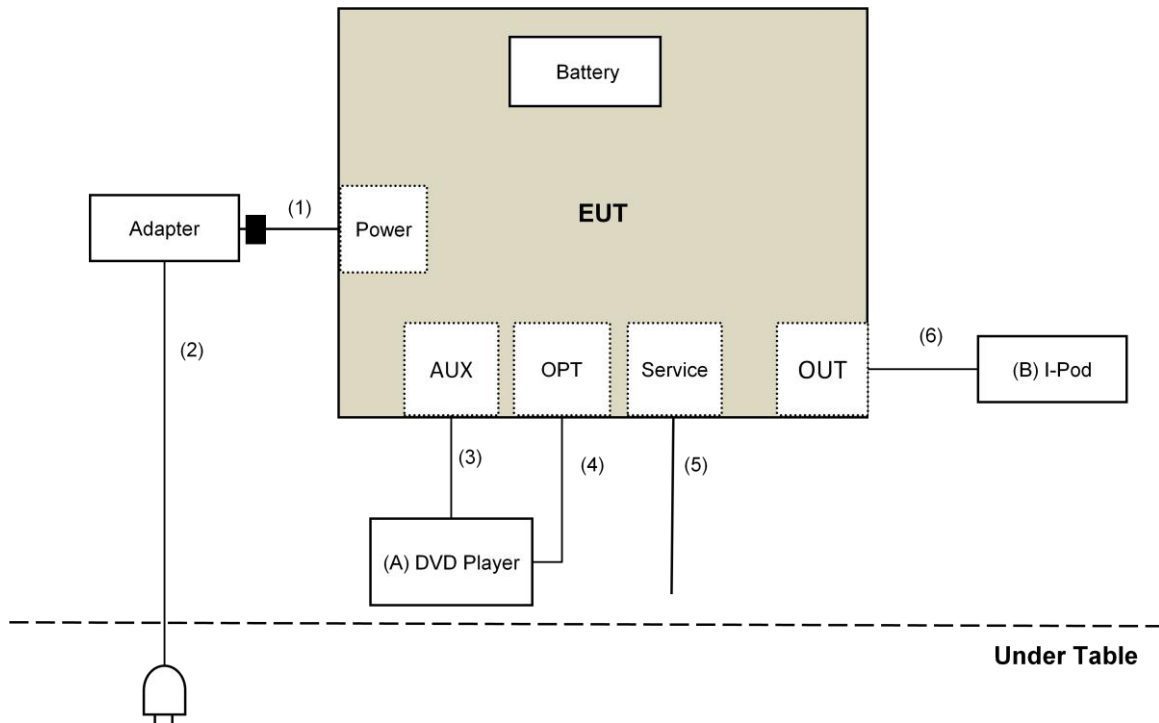 Battery
EUT
(1)
Adapter
Power
(2)
(6)
AUX
OPT
Service
OUT
(B) I-Pod
(3)
(4)
(5)
(A) DVD Player
Under Table